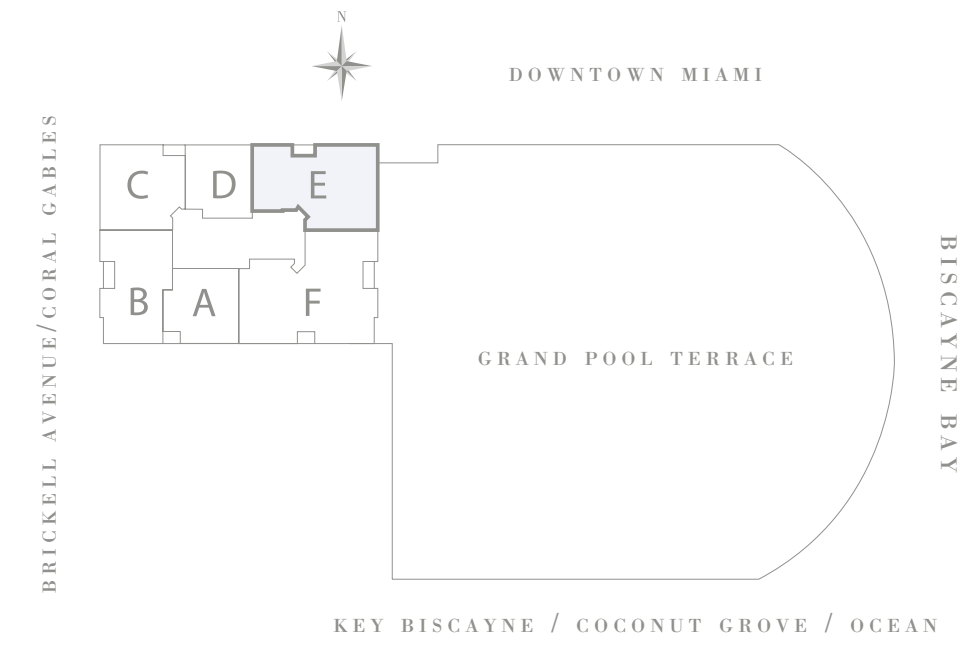 N
DOWNTOWN MIAMI
BRICKELL AVENUE/CORAL GABLES
C
D
E
B
A
F
GRAND POOL TERRACE
BISCAYNE BAY
KEY BISCAYNE / COCONUT GROVE / OCEAN